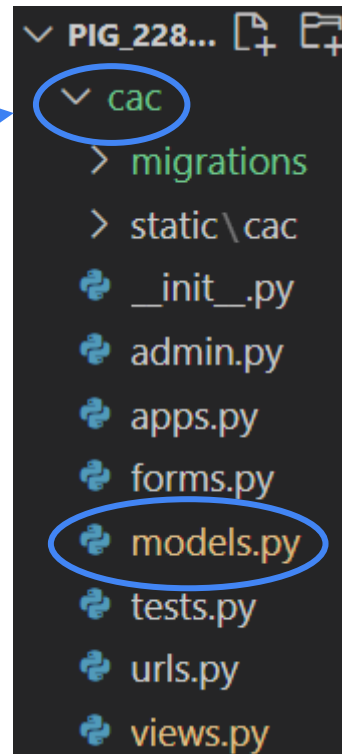 PIG_228...
cac
migrations
static\cac
__init__.py
admin.py
apps.py
forms.py
models.py
tests.py
urls.py
views.py